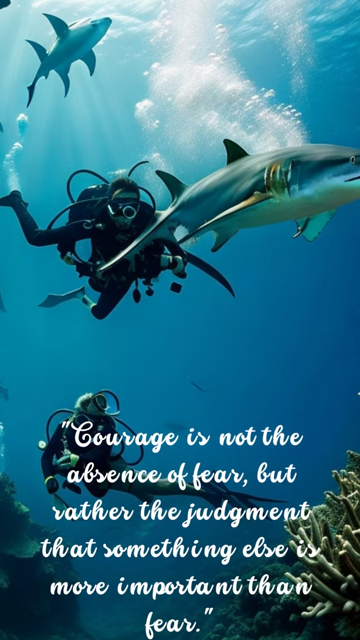 "Courage is not the
absence of fear, but
rather the judgment
that something else is
more important than
fear."